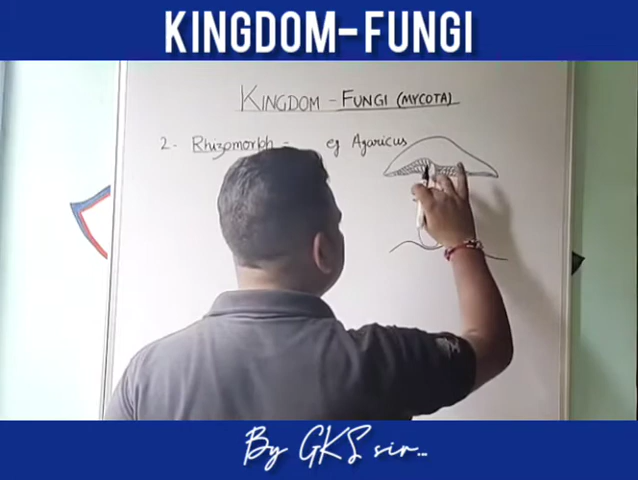 KINGDOM-FUNGI
KINGDOM - FUNGI (MYCOTA)
2. Rhizomorph - eg Agaricus
By GKS sir...